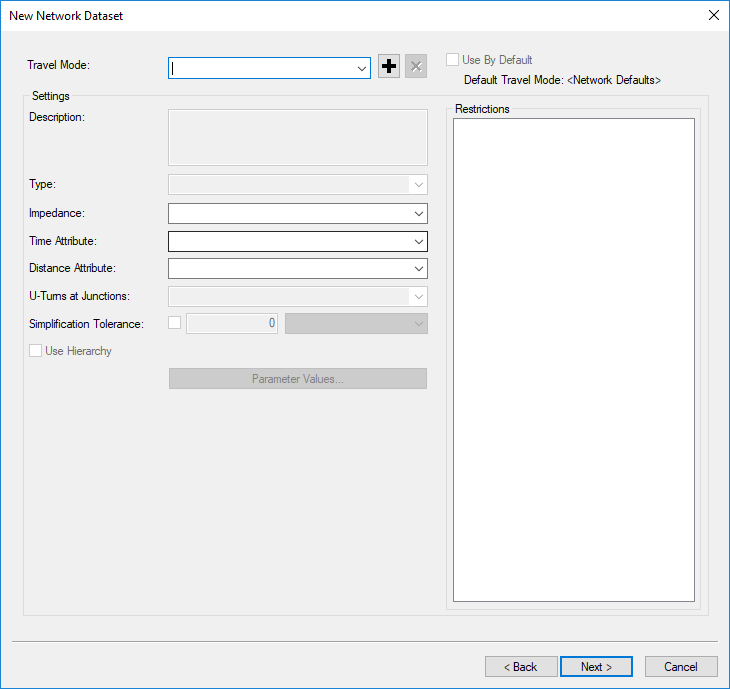 New Network Dataset
Travel Mode:
Use By Default
Default Travel Mode: <Network Defaults>
Settings
Description:
Type:
Impedance:
Time Attribute:
Distance Attribute:
U-Turns at Junctions:
Simplification Tolerance:
0
Use Hierarchy
Parameter Values...
Restrictions
< Back
Next >
Cancel